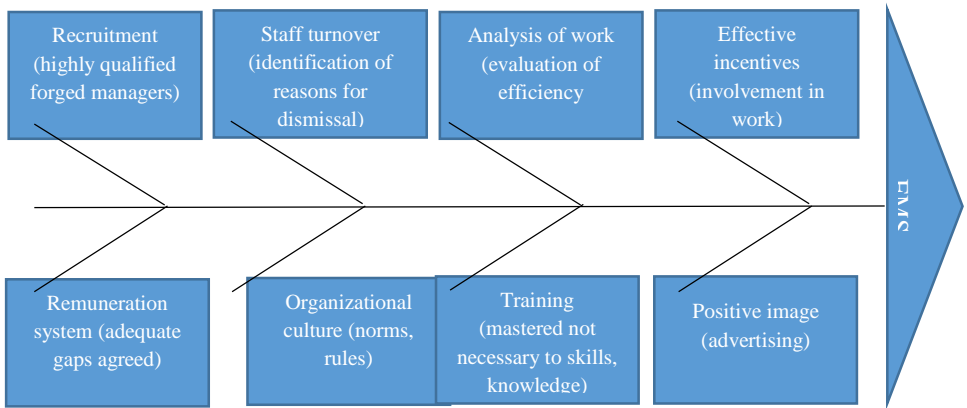 Recruitment
(highly qualified
forged managers)
Staff turnover
(identification of
reasons for
dismissal)
Analysis of work
(evaluation of
efficiency
Effective
incentives
(involvement in
work)
EMS
Remuneration
system (adequate
gaps agreed)
Organizational
culture (norms,
rules)
Training
(mastered not
necessary to skills,
knowledge)
Positive image
(advertising)